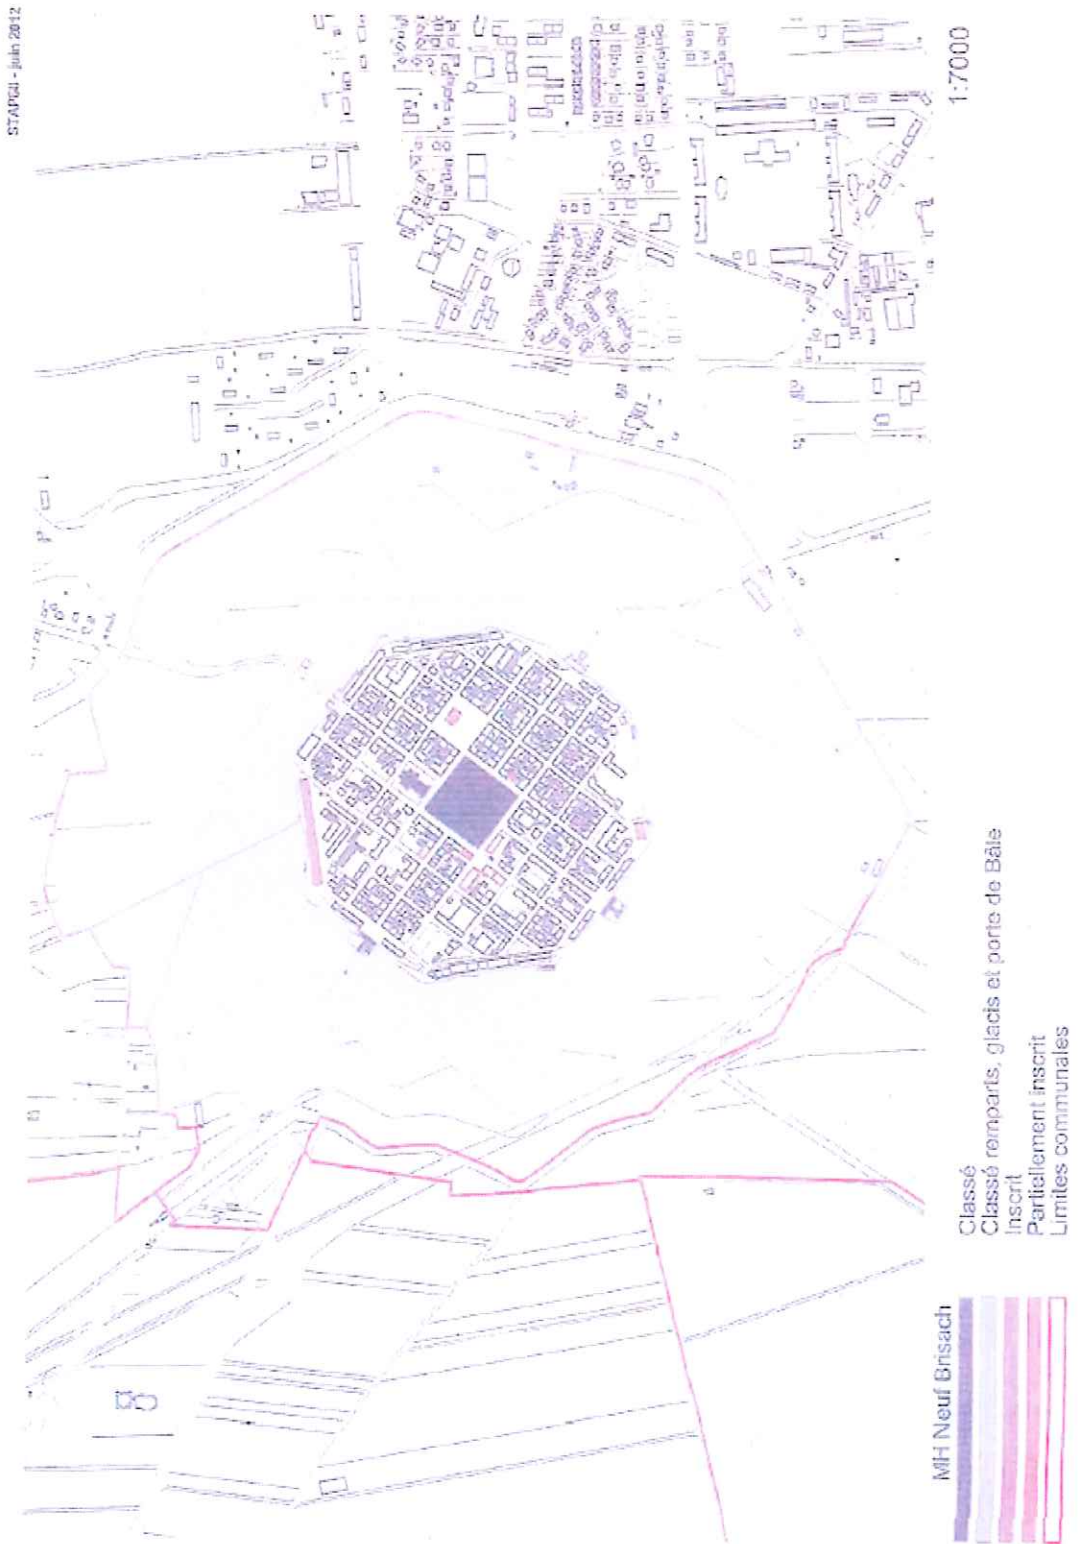 STAP68 - juin 2012
1:7000
MH Neuf Brisach
Classé
Classé remparts, glacis et porte de Bâle
Inscrit
Partiellement inscrit
Limites communales